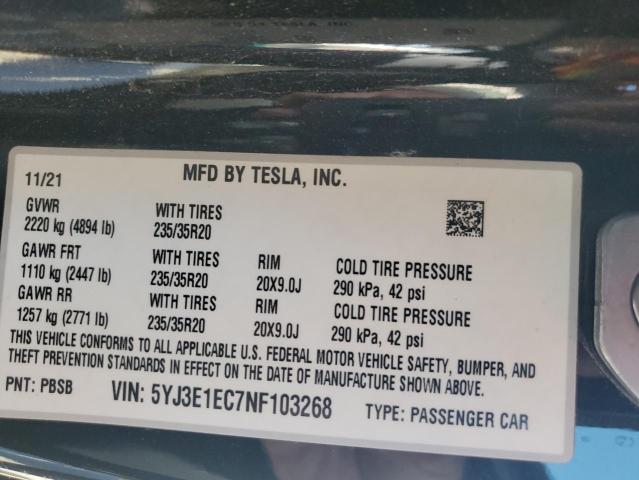 11/21 MFD BY TESLA, INC.
GVWR WITH TIRES
2220 kg (4894 lb) 235/35R20
GAWR FRT RIM COLD TIRE PRESSURE
1110 kg (2447 lb) 235/35R20 20X9.0J 290 kPa, 42 psi
GAWR RR WITH TIRES RIM COLD TIRE PRESSURE
1257 kg (2771 lb) 235/35R20 20X9.0J 290 kPa, 42 psi
THIS VEHICLE CONFORMS TO ALL APPLICABLE U.S. FEDERAL MOTOR VEHICLE SAFETY, BUMPER, AND
THEFT PREVENTION STANDARDS IN EFFECT ON THE DATE OF MANUFACTURE SHOWN ABOVE.
PNT: PBSB VIN: 5YJ3E1EC7NF103268 TYPE: PASSENGER CAR